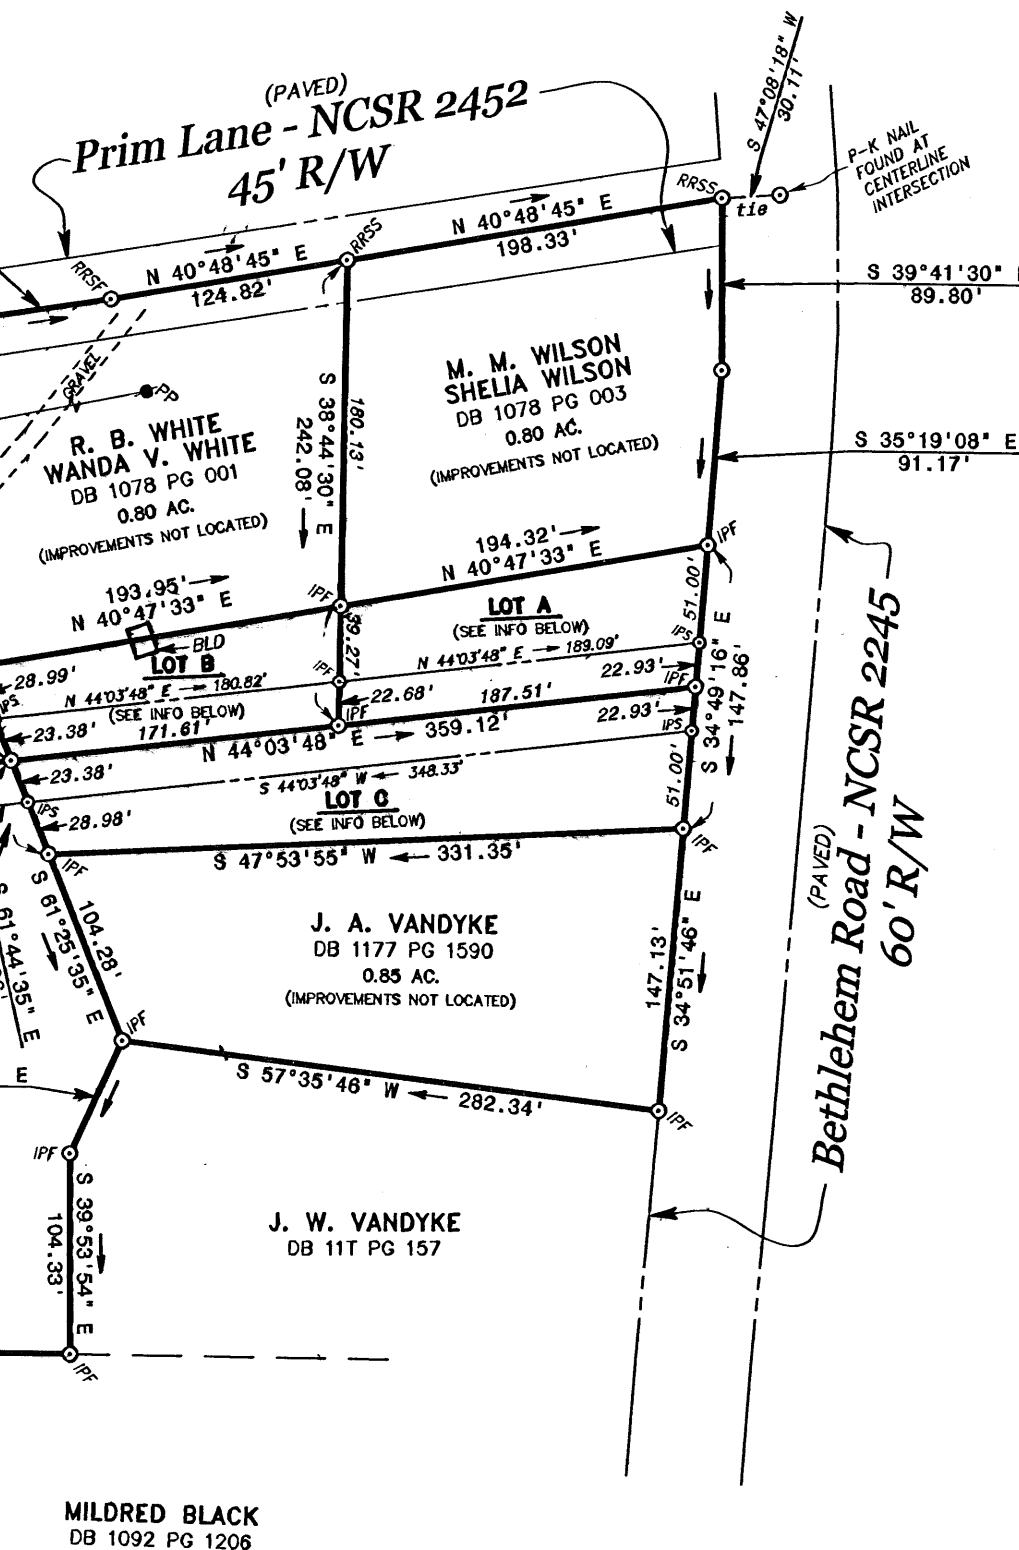 (PAVED)
Prim Lane - NCSR 2452
45' R/W
S 47°08'18" W
30.11'
P-K NAIL
FOUND AT
CENTERLINE
INTERSECTION
RRSS
tie
N 40°48'45" E
198.33'
RRSS
N 40°48'45" E
124.82'
RRSF
S 39°41'30" E
89.80'
GRAVEL
PP
M. M. WILSON
SHELIA WILSON
DB 1078 PG 003
0.80 AC.
(IMPROVEMENTS NOT LOCATED)
S 38°44'30" E
242.08'
180.13'
R. B. WHITE
WANDA V. WHITE
DB 1078 PG 001
0.80 AC.
(IMPROVEMENTS NOT LOCATED)
S 35°19'08" E
91.17'
IPF
194.32'
N 40°47'33" E
193.95'
N 40°47'33" E
IPF
BLD
LOT A
(SEE INFO BELOW)
51.00'
IPS
N 44°03'48" E 189.09'
LOT B
28.99'
IPS
N 44°03'48" E 180.82'
(SEE INFO BELOW)
59.27'
IPF
22.93'
IPF
22.68'
187.51'
22.93'
IPS
S 34°49'16" E
147.86'
23.38'
171.61'
IPF
N 44°03'48" E 359.12'
23.38'
S 44°03'48" W 348.33'
IPS
LOT C
(SEE INFO BELOW)
51.00'
28.98'
S 47°53'55" W 331.35'
IPF
IPF
S 61°25'35" E
104.28'
S 61°44'35" E
J. A. VANDYKE
DB 1177 PG 1590
0.85 AC.
(IMPROVEMENTS NOT LOCATED)
147.13'
S 34°51'46" E
(PAVED)
Bethlehem Road - NCSR 2245
60' R/W
IPF
E
S 57°35'46" W 282.34'
IPF
IPF
S 39°53'54" E
104.33'
J. W. VANDYKE
DB 11T PG 157
IPF
MILDRED BLACK
DB 1092 PG 1206